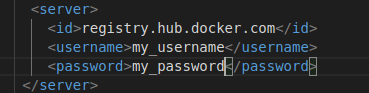 <server>
<id>registry.hub.docker.com</id>
<username>my_username</username>
<password>my_password</password>
</server>